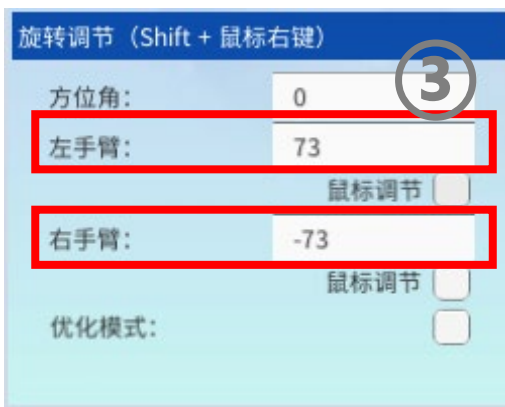 旋转调节（Shift + 鼠标右键）
③
方位角： 0
左手臂： 73
鼠标调节
右手臂： -73
鼠标调节
优化模式：